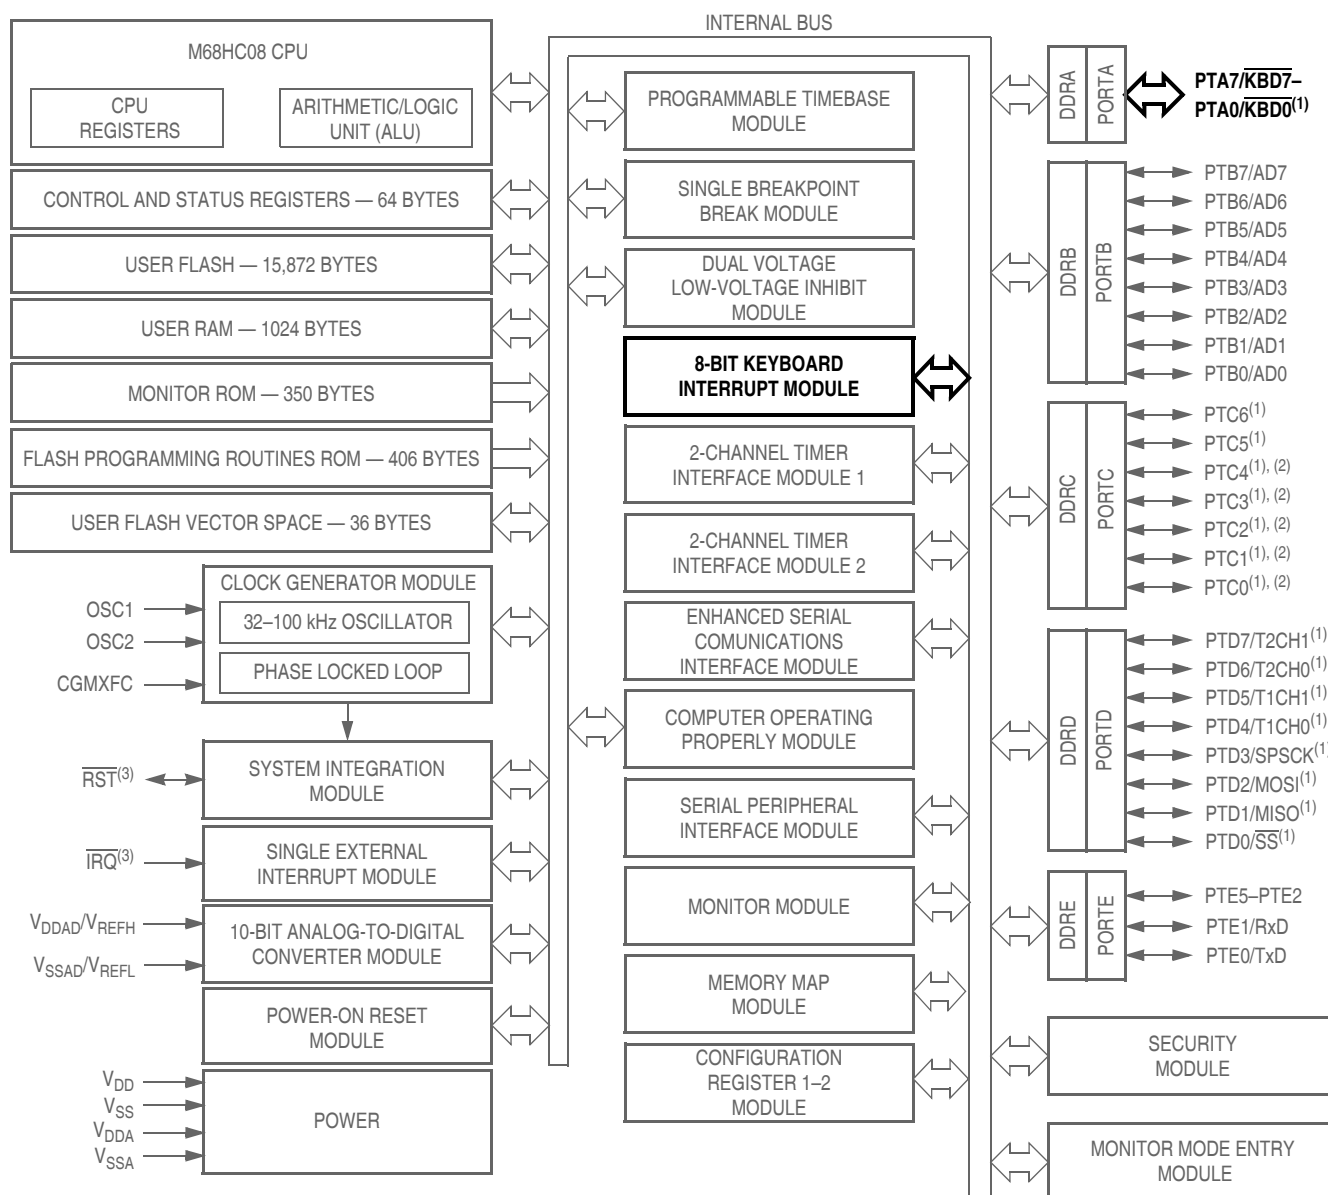 INTERNAL BUS
M68HC08 CPU
CPU
REGISTERS
ARITHMETIC/LOGIC
UNIT (ALU)
CONTROL AND STATUS REGISTERS — 64 BYTES
USER FLASH — 15,872 BYTES
USER RAM — 1024 BYTES
MONITOR ROM — 350 BYTES
FLASH PROGRAMMING ROUTINES ROM — 406 BYTES
USER FLASH VECTOR SPACE — 36 BYTES
CLOCK GENERATOR MODULE
32–100 kHz OSCILLATOR
PHASE LOCKED LOOP
OSC1
OSC2
CGMXFC
SYSTEM INTEGRATION
MODULE
RST(3)
SINGLE EXTERNAL
INTERRUPT MODULE
IRQ(3)
10-BIT ANALOG-TO-DIGITAL
CONVERTER MODULE
VDDAD/VREFH
VSSAD/VREFL
POWER-ON RESET
MODULE
POWER
VDD
VSS
VDDA
VSSA
PROGRAMMABLE TIMEBASE
MODULE
SINGLE BREAKPOINT
BREAK MODULE
DUAL VOLTAGE
LOW-VOLTAGE INHIBIT
MODULE
8-BIT KEYBOARD
INTERRUPT MODULE
2-CHANNEL TIMER
INTERFACE MODULE 1
2-CHANNEL TIMER
INTERFACE MODULE 2
ENHANCED SERIAL
COMUNICATIONS
INTERFACE MODULE
COMPUTER OPERATING
PROPERLY MODULE
SERIAL PERIPHERAL
INTERFACE MODULE
MONITOR MODULE
MEMORY MAP
MODULE
CONFIGURATION
REGISTER 1–2
MODULE
DDRA
PORTA
PTA7/KBD7–
PTA0/KBD0(1)
DDRB
PORTB
PTB7/AD7
PTB6/AD6
PTB5/AD5
PTB4/AD4
PTB3/AD3
PTB2/AD2
PTB1/AD1
PTB0/AD0
DDRC
PORTC
PTC6(1)
PTC5(1)
PTC4(1), (2)
PTC3(1), (2)
PTC2(1), (2)
PTC1(1), (2)
PTC0(1), (2)
DDRD
PORTD
PTD7/T2CH1(1)
PTD6/T2CH0(1)
PTD5/T1CH1(1)
PTD4/T1CH0(1)
PTD3/SPSCK(1)
PTD2/MOSI(1)
PTD1/MISO(1)
PTD0/SS(1)
DDRE
PORTE
PTE5–PTE2
PTE1/RxD
PTE0/TxD
SECURITY
MODULE
MONITOR MODE ENTRY
MODULE